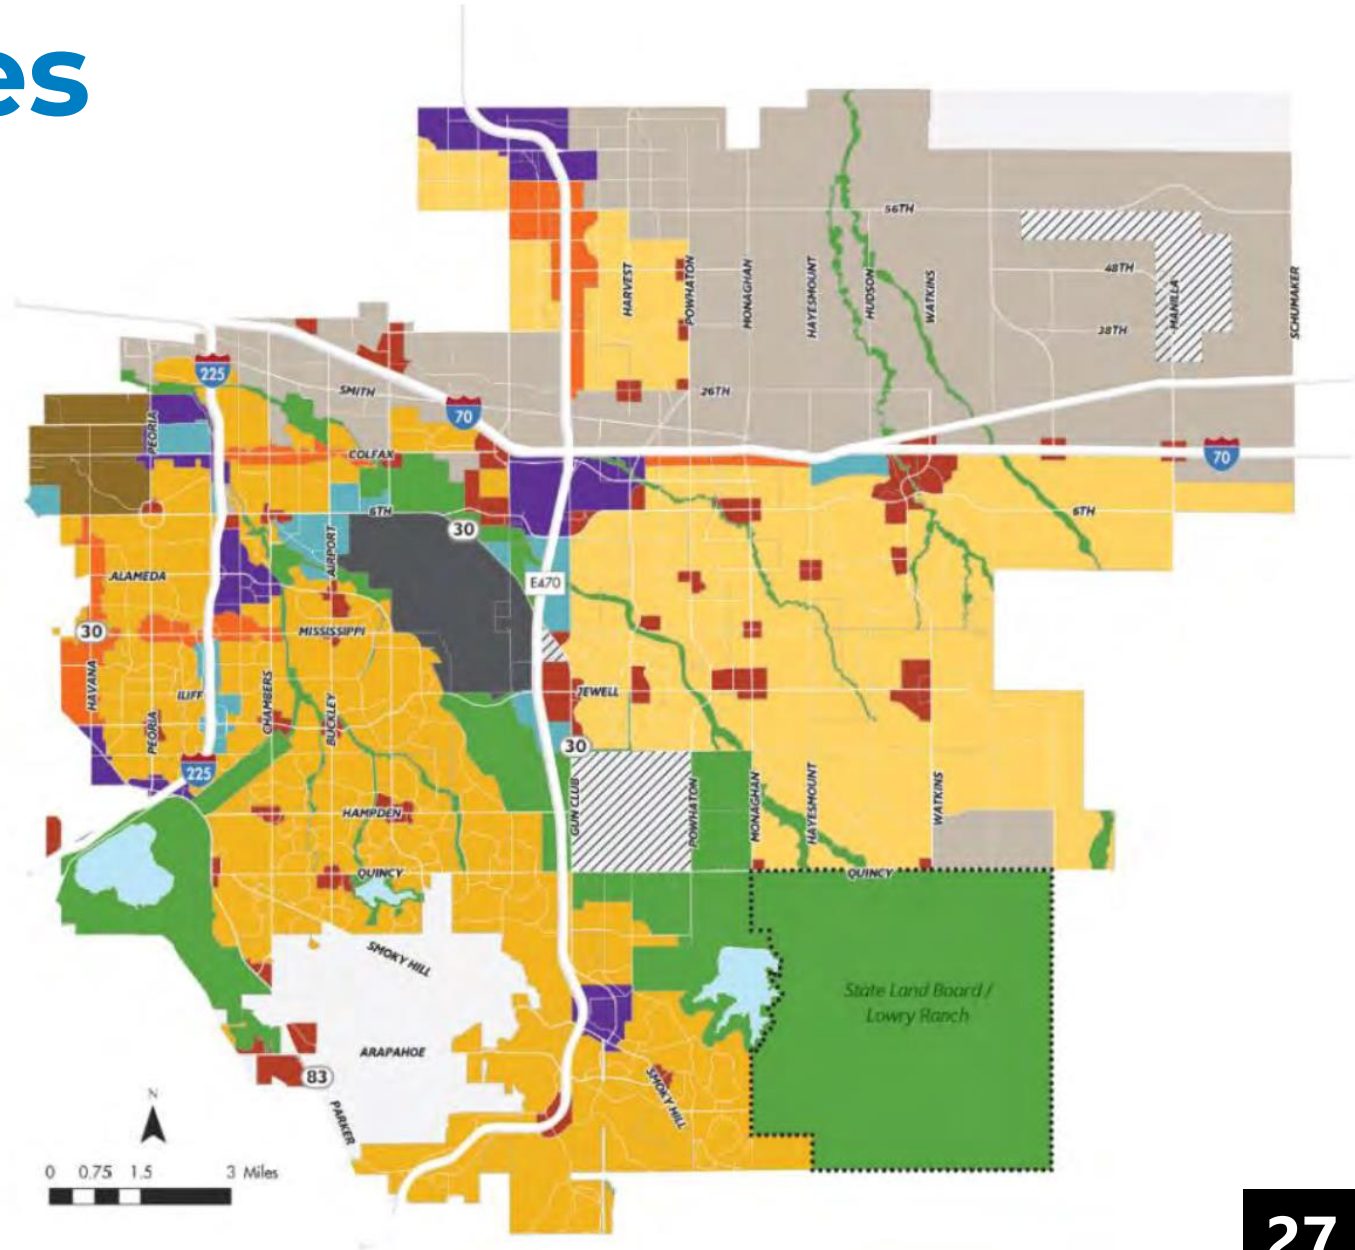 es
56TH
48TH
38TH
HARVEST
POWHATON
MONAGHAN
HAYESMOUNT
HUDSON
WATKINS
MANILLA
SCHUMAKER
225
SMITH
26TH
70
PEORIA
COLFAX
70
6TH
30
6TH
AIRPORT
ALAMEDA
E470
30
MISSISSIPPI
HAVANA
ILIFF
CHAMBERS
BUCKLEY
JEWELL
PEORIA
30
225
GUN CLUB
POWHATON
MONAGHAN
HAYESMOUNT
WATKINS
HAMPDEN
QUINCY
QUINCY
SMOKY HILL
State Land Board /
Lowry Ranch
ARAPAHOE
83
SMOKY HILL
PARKER
N
0 0.75 1.5 3 Miles
27